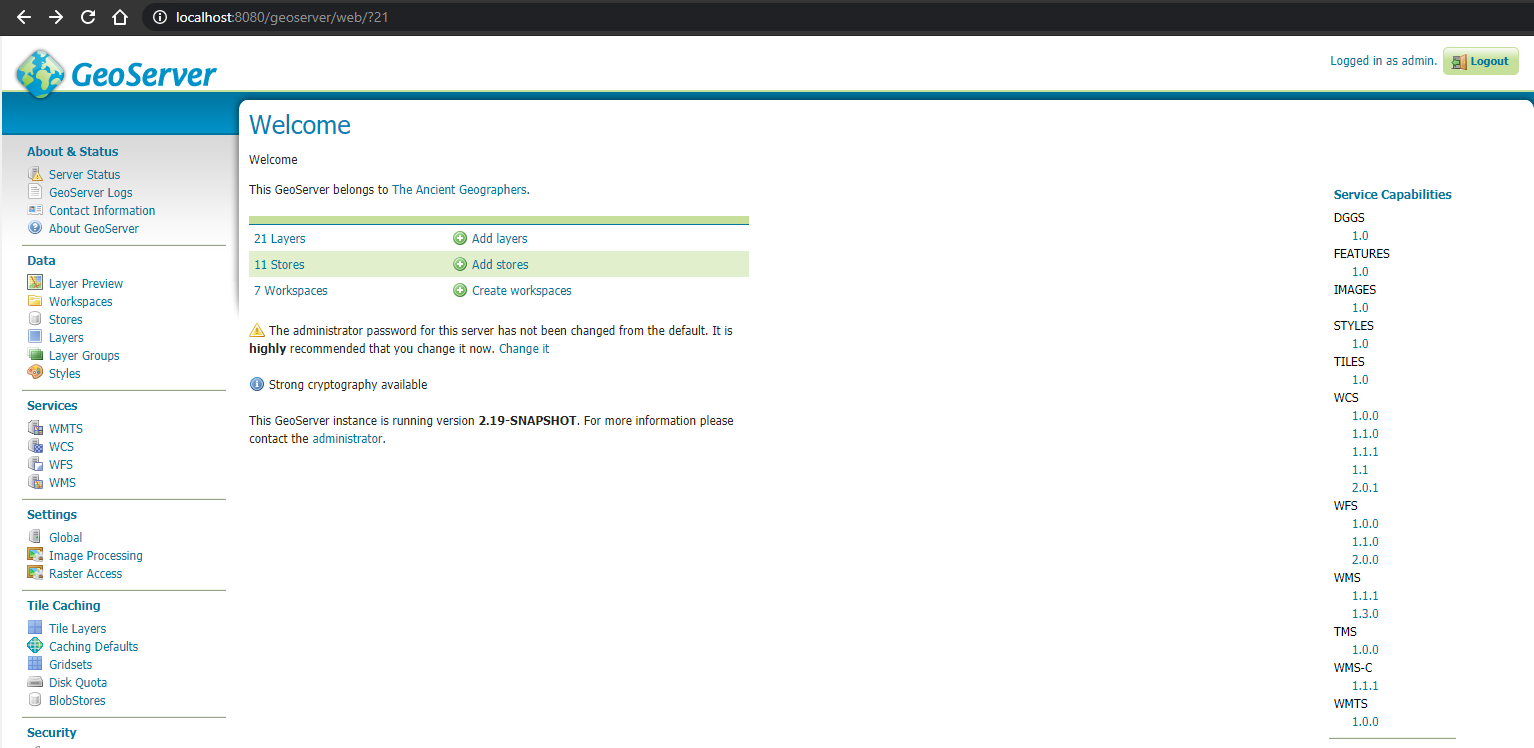 localhost:8080/geoserver/web/?21
GeoServer
Logged in as admin.
Logout
About & Status
Server Status
GeoServer Logs
Contact Information
About GeoServer
Data
Layer Preview
Workspaces
Stores
Layers
Layer Groups
Styles
Services
WMTS
WCS
WFS
WMS
Settings
Global
Image Processing
Raster Access
Tile Caching
Tile Layers
Caching Defaults
Gridsets
Disk Quota
BlobStores
Security
Welcome
Welcome
This GeoServer belongs to The Ancient Geographers.
21 Layers Add layers
11 Stores Add stores
7 Workspaces Create workspaces
The administrator password for this server has not been changed from the default. It is
highly recommended that you change it now. Change it
Strong cryptography available
This GeoServer instance is running version 2.19-SNAPSHOT. For more information please
contact the administrator.
Service Capabilities
DGGS
1.0
FEATURES
1.0
IMAGES
1.0
STYLES
1.0
TILES
1.0
WCS
1.0.0
1.1.0
1.1.1
1.1
2.0.1
WFS
1.0.0
1.1.0
2.0.0
WMS
1.1.1
1.3.0
TMS
1.0.0
WMS-C
1.1.1
WMTS
1.0.0